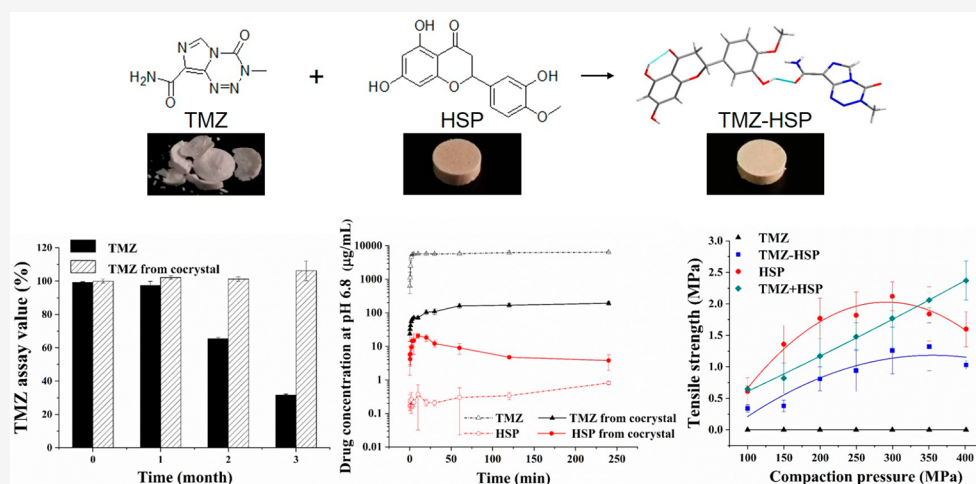 N
N
N
O
H₂N
O
N
N
N
TMZ
+
OH
O
HO
O
OH
O
HSP
TMZ-HSP
TMZ assay value (%)
120
100
80
60
40
20
0
TMZ
TMZ from cocrystal
0 1 2 3
Time (month)
Drug concentration at pH 6.8 (μg/mL)
10000
1000
100
10
1
0.1
0.01
TMZ TMZ from cocrystal
HSP HSP from cocrystal
0 50 100 150 200 250
Time (min)
Tensile strength (MPa)
3.0
2.5
2.0
1.5
1.0
0.5
0.0
TMZ
TMZ-HSP
HSP
TMZ+HSP
100 150 200 250 300 350 400
Compaction pressure (MPa)